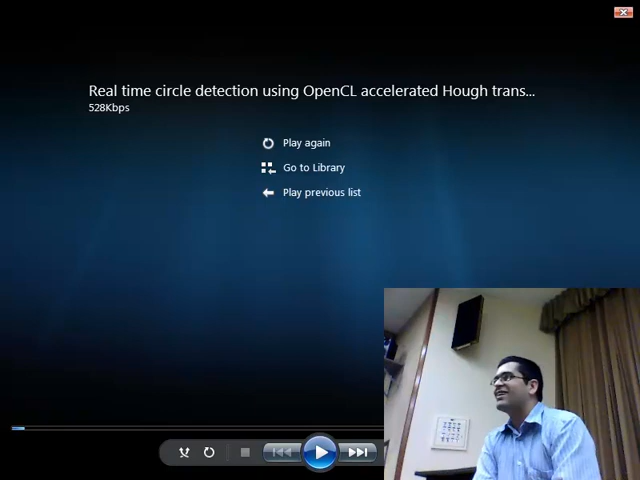 Real time circle detection using OpenCL accelerated Hough trans...
528Kbps
Play again
Go to Library
Play previous list